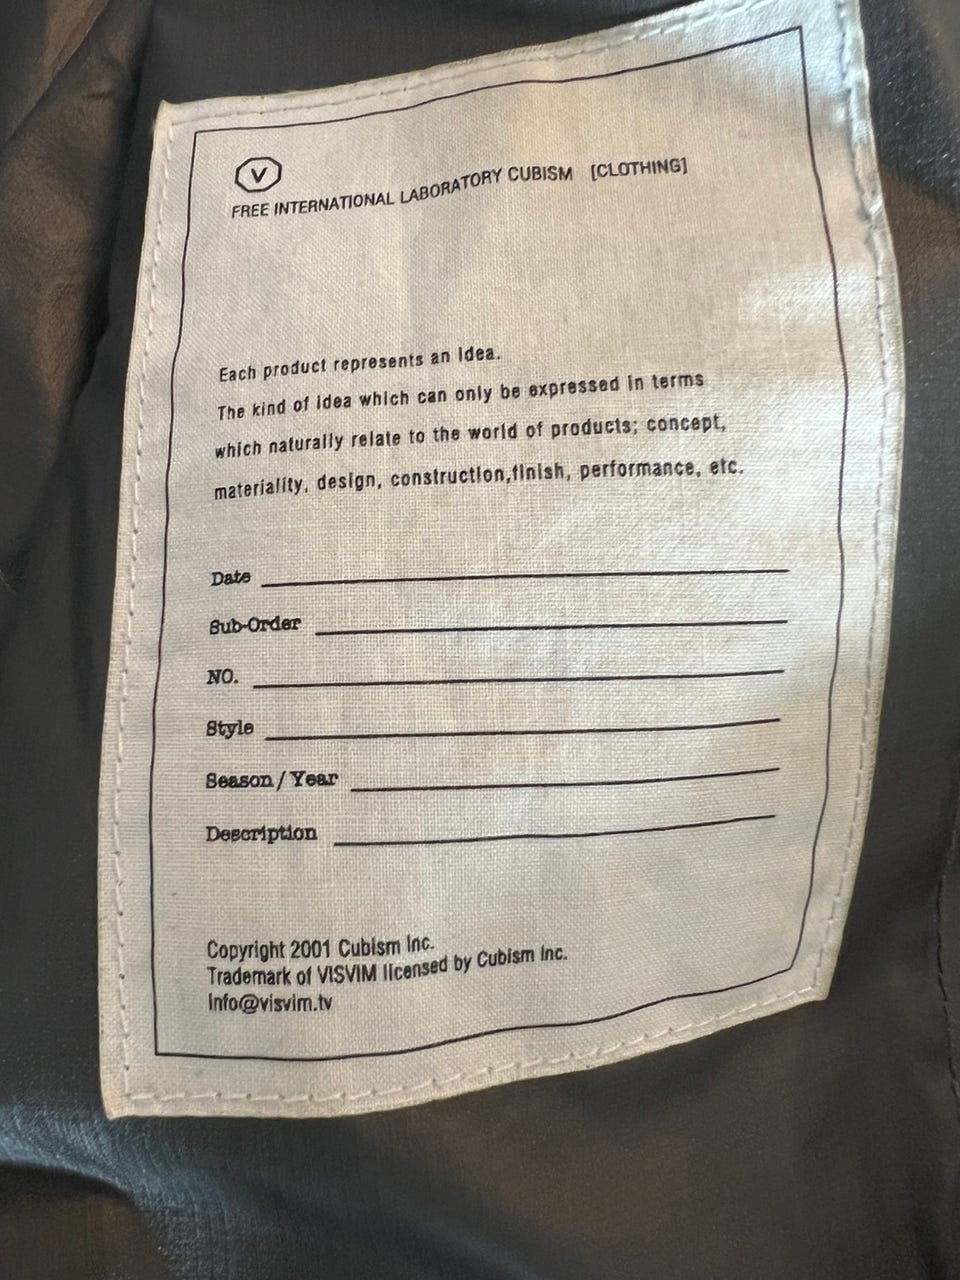 V
FREE INTERNATIONAL LABORATORY CUBISM [CLOTHING]
Each product represents an idea.
The kind of idea which can only be expressed in terms
which naturally relate to the world of products; concept,
materiality, design, construction,finish, performance, etc.
Date
Sub-Order
NO.
Style
Season / Year
Description
Copyright 2001 Cubism Inc.
Trademark of VISVIM licensed by Cubism Inc.
info@visvim.tv